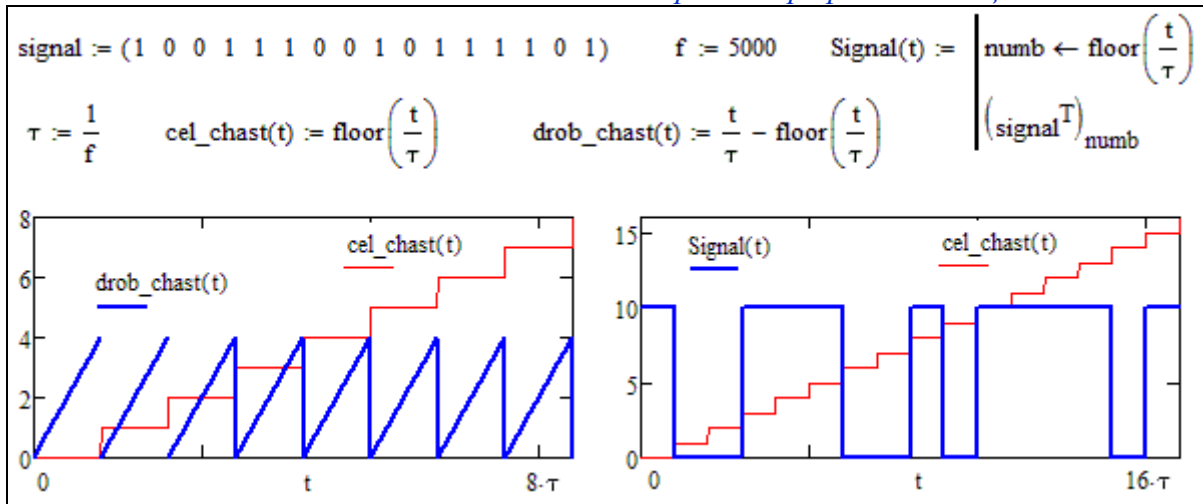 signal := (1 0 0 1 1 1 0 0 1 0 1 1 1 1 0 1) f := 5000 Signal(t) := numb ← floor(t/τ)
(signal^T)_numb
τ := 1/f cel_chast(t) := floor(t/τ) drob_chast(t) := t/τ − floor(t/τ)
8
6
4
2
0
cel_chast(t)
drob_chast(t)
0 t 8·τ
15
10
5
0
Signal(t) cel_chast(t)
0 t 16·τ